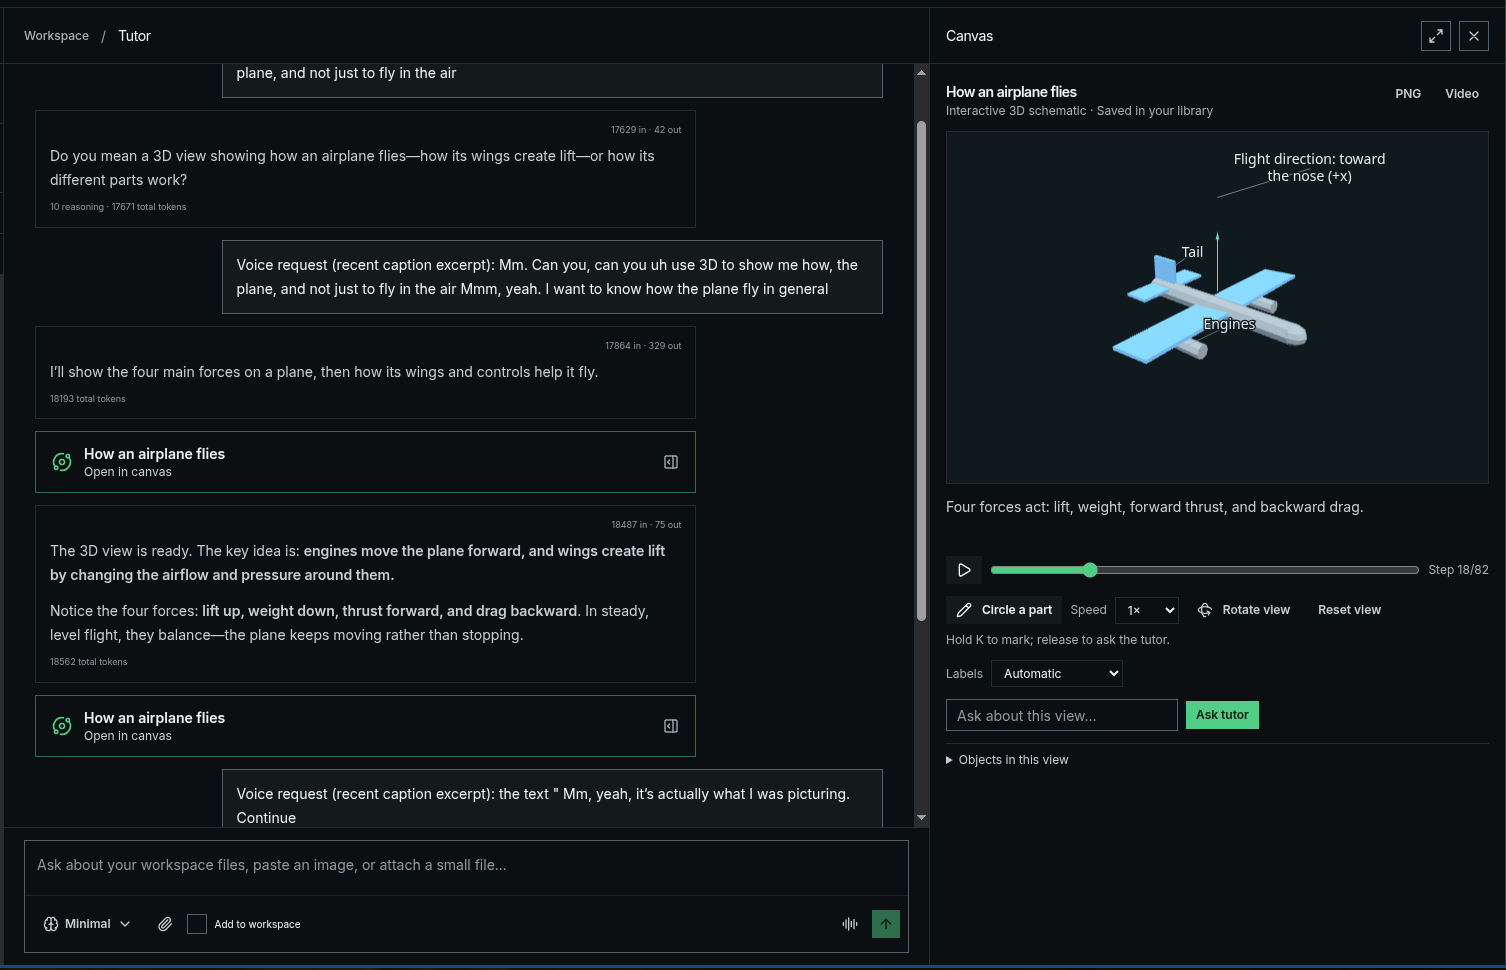 Workspace / Tutor
plane, and not just to fly in the air
17629 in · 42 out
Do you mean a 3D view showing how an airplane flies—how its wings create lift—or how its
different parts work?
10 reasoning · 17671 total tokens
Voice request (recent caption excerpt): Mm. Can you, can you uh use 3D to show me how, the
plane, and not just to fly in the air Mmm, yeah. I want to know how the plane fly in general
17864 in · 329 out
I’ll show the four main forces on a plane, then how its wings and controls help it fly.
18193 total tokens
How an airplane flies
Open in canvas
18487 in · 75 out
The 3D view is ready. The key idea is: engines move the plane forward, and wings create lift
by changing the airflow and pressure around them.
Notice the four forces: lift up, weight down, thrust forward, and drag backward. In steady,
level flight, they balance—the plane keeps moving rather than stopping.
18562 total tokens
How an airplane flies
Open in canvas
Voice request (recent caption excerpt): the text " Mm, yeah, it’s actually what I was picturing.
Continue
Ask about your workspace files, paste an image, or attach a small file...
Minimal
Add to workspace
Canvas
How an airplane flies
PNG
Video
Interactive 3D schematic · Saved in your library
Flight direction: toward
the nose (+x)
Tail
Engines
Four forces act: lift, weight, forward thrust, and backward drag.
Step 18/82
Circle a part
Speed
1×
Rotate view
Reset view
Hold K to mark; release to ask the tutor.
Labels
Automatic
Ask about this view...
Ask tutor
Objects in this view